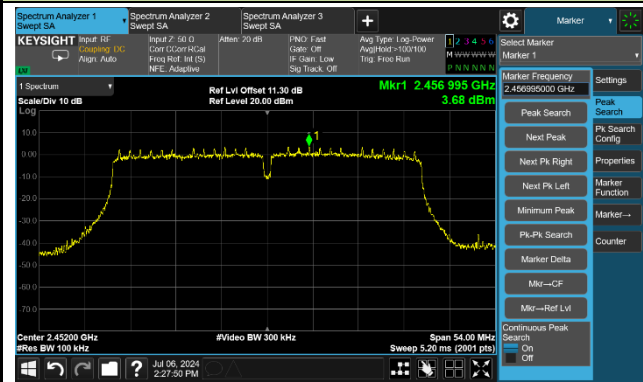 Spectrum Analyzer 1
Swept SA
Spectrum Analyzer 2
Swept SA
Spectrum Analyzer 3
Swept SA
Marker
KEYSIGHT
Input: RF
Coupling: DC
Align: Auto
Input Z: 50 Ω
Corr CCorr RCal
Freq Ref: Int (S)
NFE: Adaptive
Atten: 20 dB
PNO: Fast
Gate: Off
IF Gain: Low
Sig Track: Off
Avg Type: Log-Power
Avg|Hold:>100/100
Trig: Free Run
1 2 3 4 5 6
M W W W W W
P N N N N N
LXI
Select Marker
Marker 1
1 Spectrum
Scale/Div 10 dB
Log
Ref Lvl Offset 11.30 dB
Ref Level 20.00 dBm
Mkr1 2.456 995 GHz
3.68 dBm
1
10.0
0.00
-10.0
-20.0
-30.0
-40.0
-50.0
-60.0
-70.0
Center 2.45200 GHz
#Res BW 100 kHz
#Video BW 300 kHz
Span 54.00 MHz
Sweep 5.20 ms (2001 pts)
Marker Frequency
2.456995000 GHz
Peak Search
Next Peak
Next Pk Right
Next Pk Left
Minimum Peak
Pk-Pk Search
Marker Delta
Mkr→CF
Mkr→Ref Lvl
Continuous Peak
Search
On
Off
Settings
Peak
Search
Pk Search
Config
Properties
Marker
Function
Marker→
Counter
Jul 06, 2024
2:27:50 PM